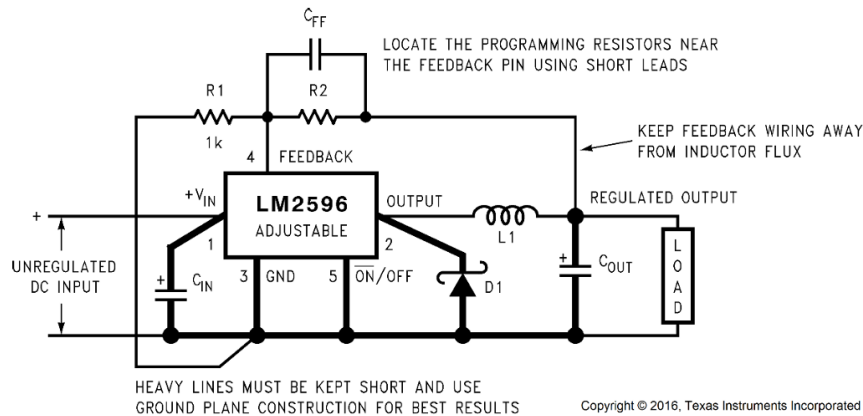 CFF
LOCATE THE PROGRAMMING RESISTORS NEAR
THE FEEDBACK PIN USING SHORT LEADS
R1
R2
1k
KEEP FEEDBACK WIRING AWAY
FROM INDUCTOR FLUX
4
FEEDBACK
+VIN
LM2596
ADJUSTABLE
OUTPUT
REGULATED OUTPUT
+
1
2
L1
UNREGULATED
DC INPUT
+
CIN
3
GND
5
ON/OFF
D1
+
COUT
LOAD
HEAVY LINES MUST BE KEPT SHORT AND USE
GROUND PLANE CONSTRUCTION FOR BEST RESULTS
Copyright © 2016, Texas Instruments Incorporated